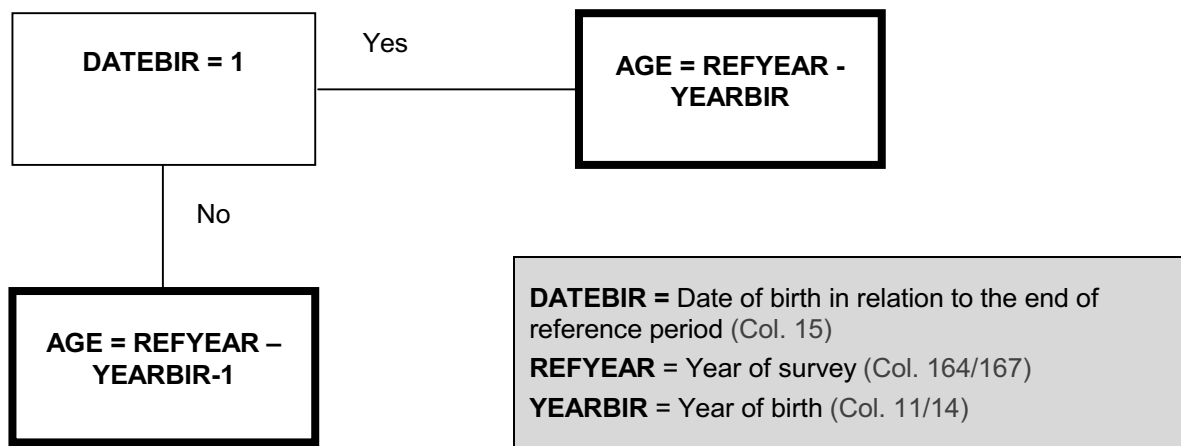 DATEBIR = 1
Yes
AGE = REFYEAR -
YEARBIR
No
AGE = REFYEAR –
YEARBIR-1
DATEBIR = Date of birth in relation to the end of
reference period (Col. 15)
REFYEAR = Year of survey (Col. 164/167)
YEARBIR = Year of birth (Col. 11/14)